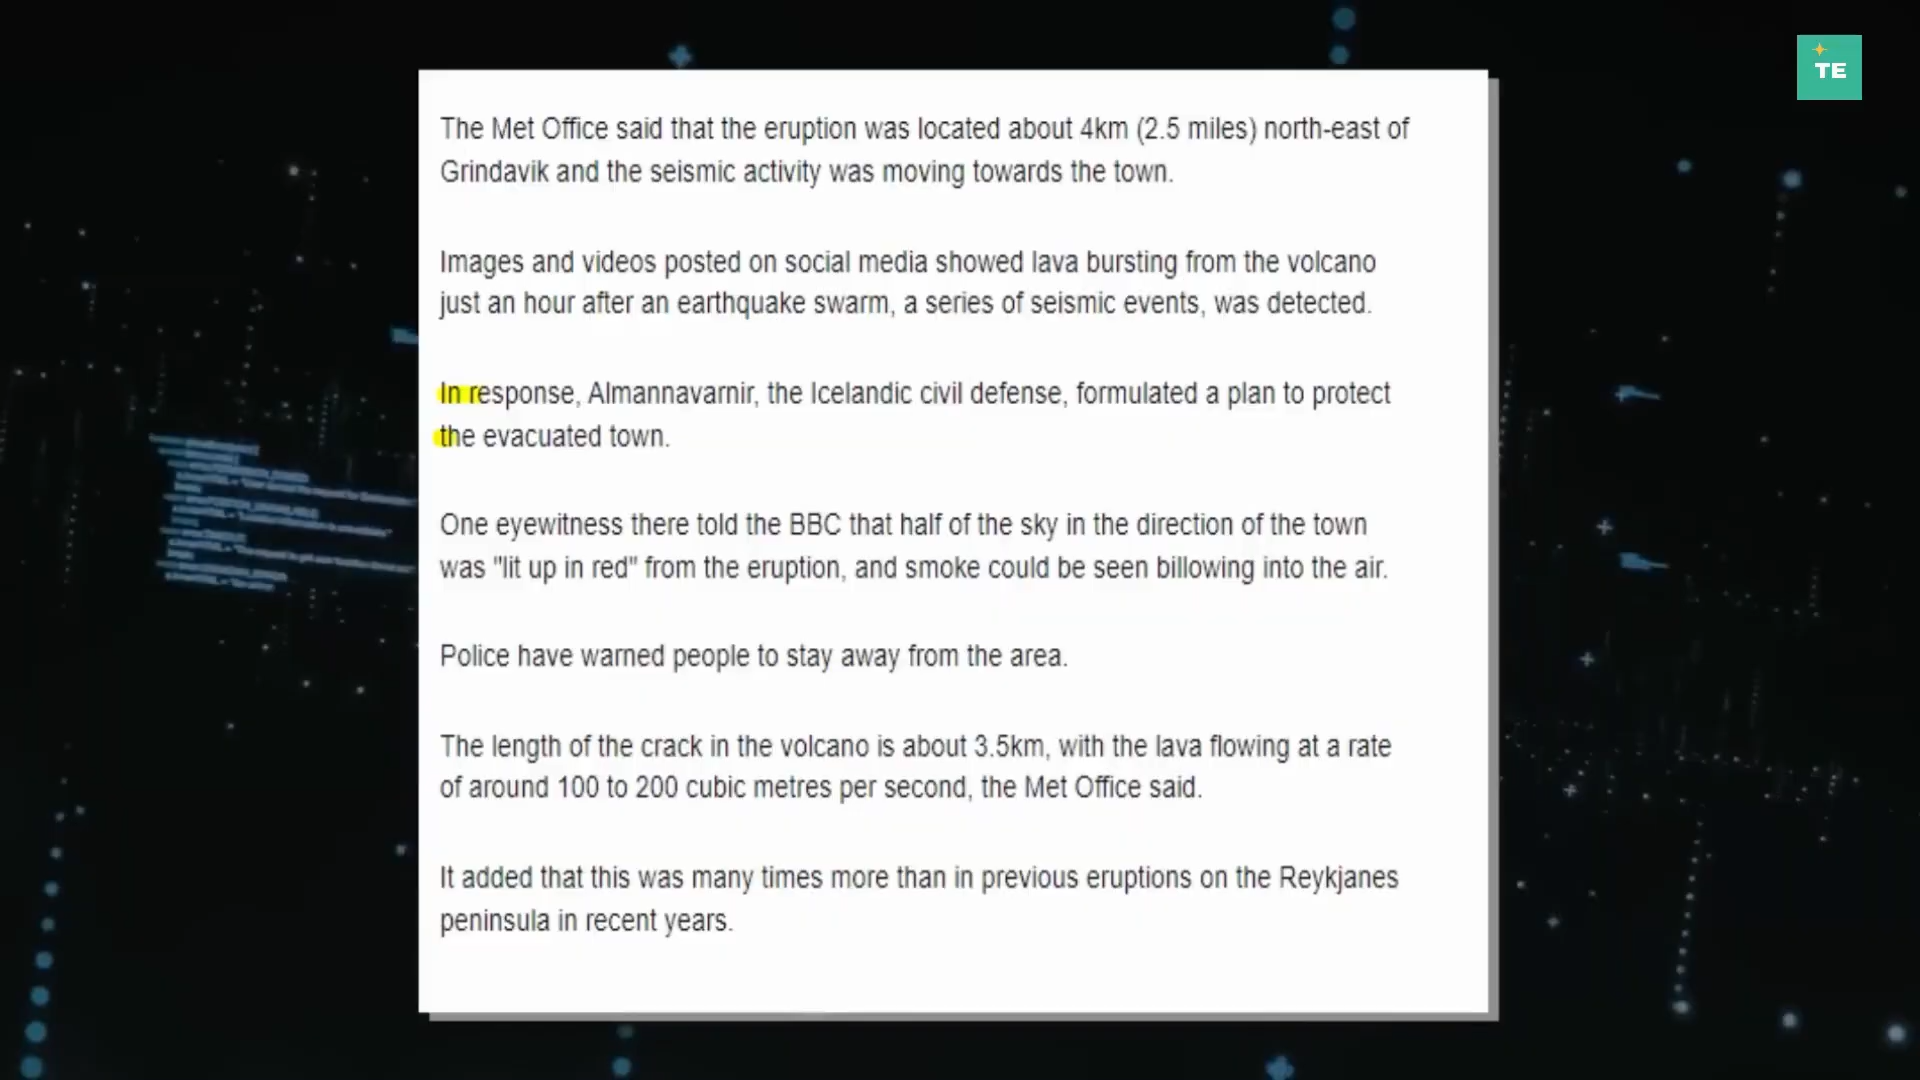 TE
The Met Office said that the eruption was located about 4km (2.5 miles) north-east of
Grindavik and the seismic activity was moving towards the town.
Images and videos posted on social media showed lava bursting from the volcano
just an hour after an earthquake swarm, a series of seismic events, was detected.
In response, Almannavarnir, the Icelandic civil defense, formulated a plan to protect
the evacuated town.
One eyewitness there told the BBC that half of the sky in the direction of the town
was "lit up in red" from the eruption, and smoke could be seen billowing into the air.
Police have warned people to stay away from the area.
The length of the crack in the volcano is about 3.5km, with the lava flowing at a rate
of around 100 to 200 cubic metres per second, the Met Office said.
It added that this was many times more than in previous eruptions on the Reykjanes
peninsula in recent years.